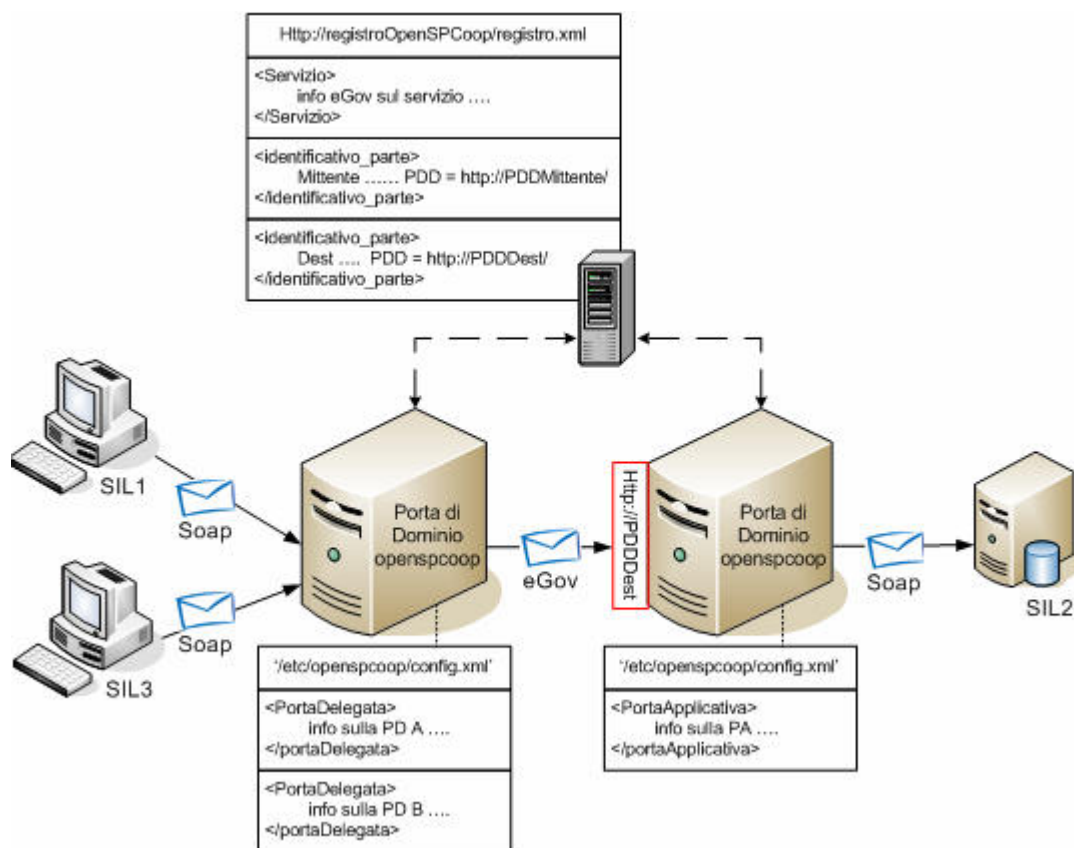 Http://registroOpenSPCoop/registro.xml
<Servizio>
info eGov sul servizio ....
</Servizio>
<identificativo_parte>
Mittente ...... PDD = http://PDDMittente/
</identificativo_parte>
<identificativo_parte>
Dest .... PDD = http://PDDDest/
</identificativo_parte>
SIL1
Soap
SIL3
Soap
Porta di
Dominio
openspcoop
eGov
Http://PDDDest
Porta di
Dominio
openspcoop
Soap
SIL2
'/etc/openspcoop/config.xml'
<PortaDelegata>
info sulla PD A ....
</portaDelegata>
<PortaDelegata>
info sulla PD B ....
</portaDelegata>
'/etc/openspcoop/config.xml'
<PortaApplicativa>
info sulla PA ....
</portaApplicativa>